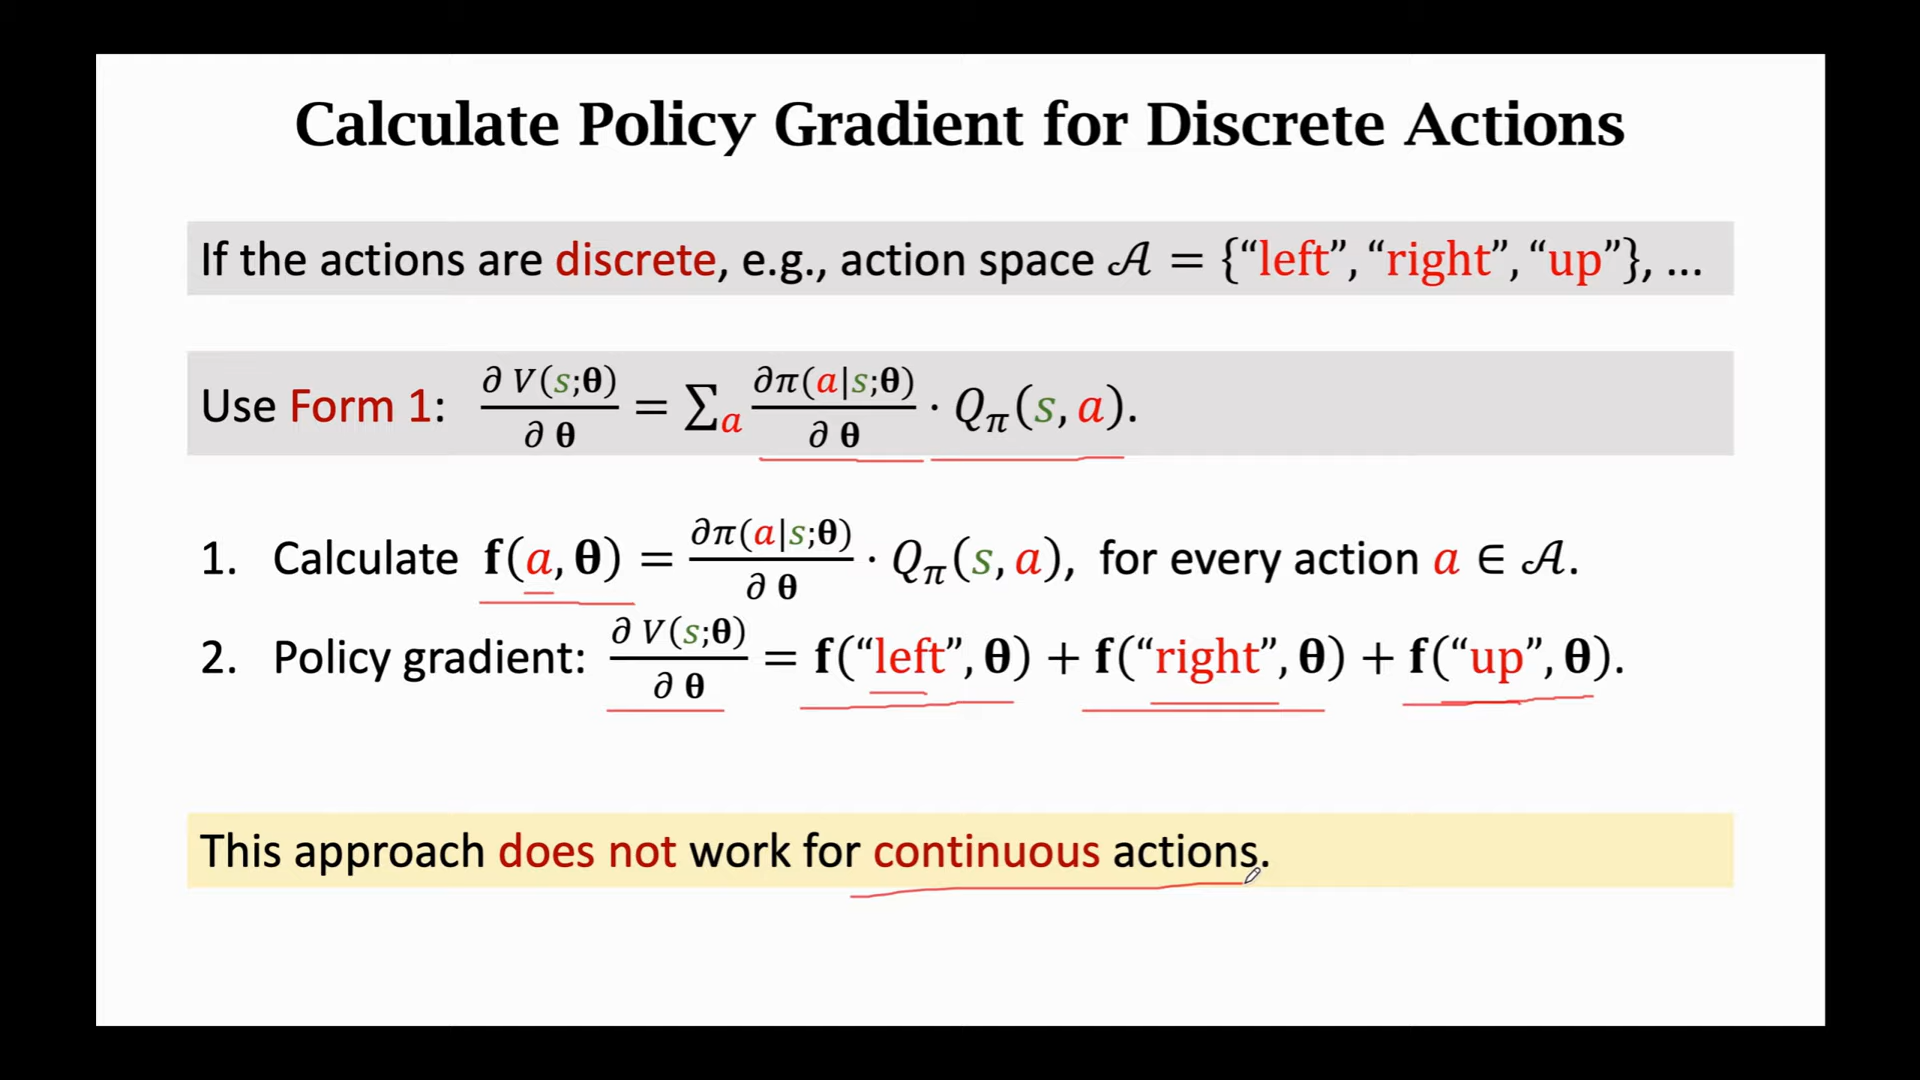 Calculate Policy Gradient for Discrete Actions
If the actions are discrete, e.g., action space 𝒜 = {“left”, “right”, “up”}, ...
Use Form 1: ∂ V(s;θ) / ∂ θ = ∑_a ∂π(a|s;θ) / ∂ θ · Q_π(s, a).
1. Calculate f(a, θ) = ∂π(a|s;θ) / ∂ θ · Q_π(s, a), for every action a ∈ 𝒜.
2. Policy gradient: ∂ V(s;θ) / ∂ θ = f(“left”, θ) + f(“right”, θ) + f(“up”, θ).
This approach does not work for continuous actions.